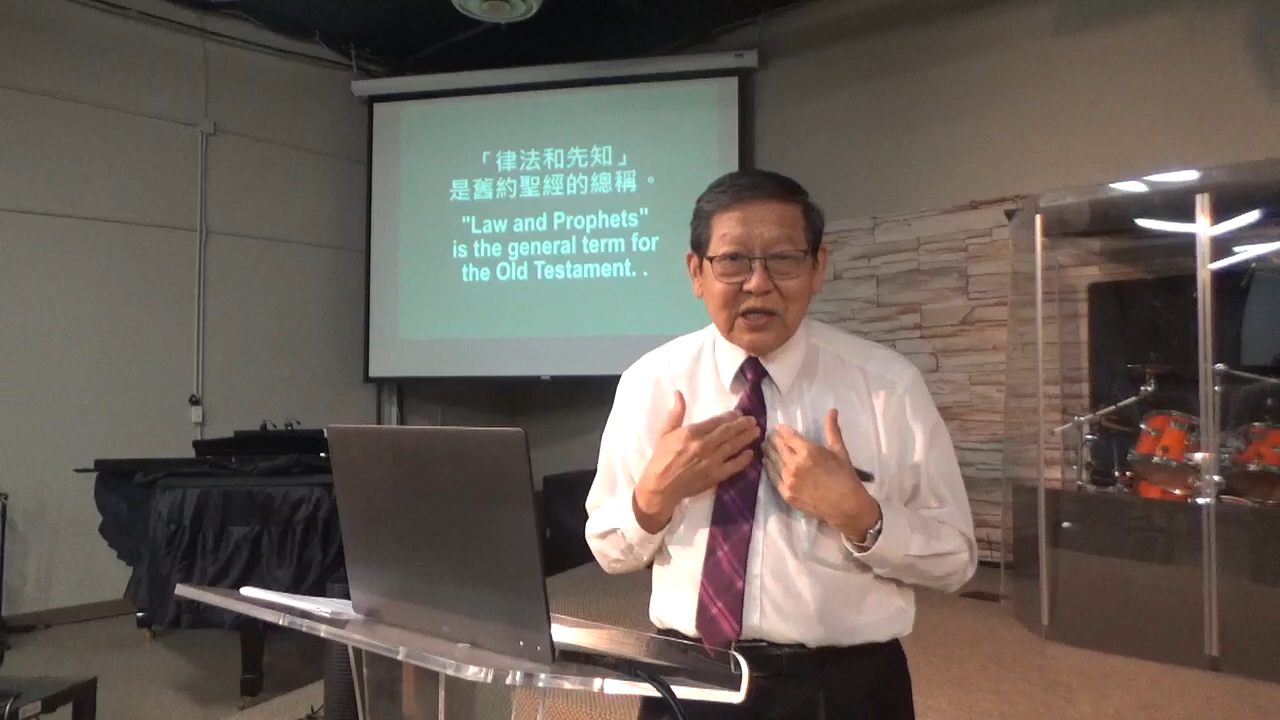 「律法和先知」
是舊約聖經的總稱。
"Law and Prophets"
is the general term for
the Old Testament. .